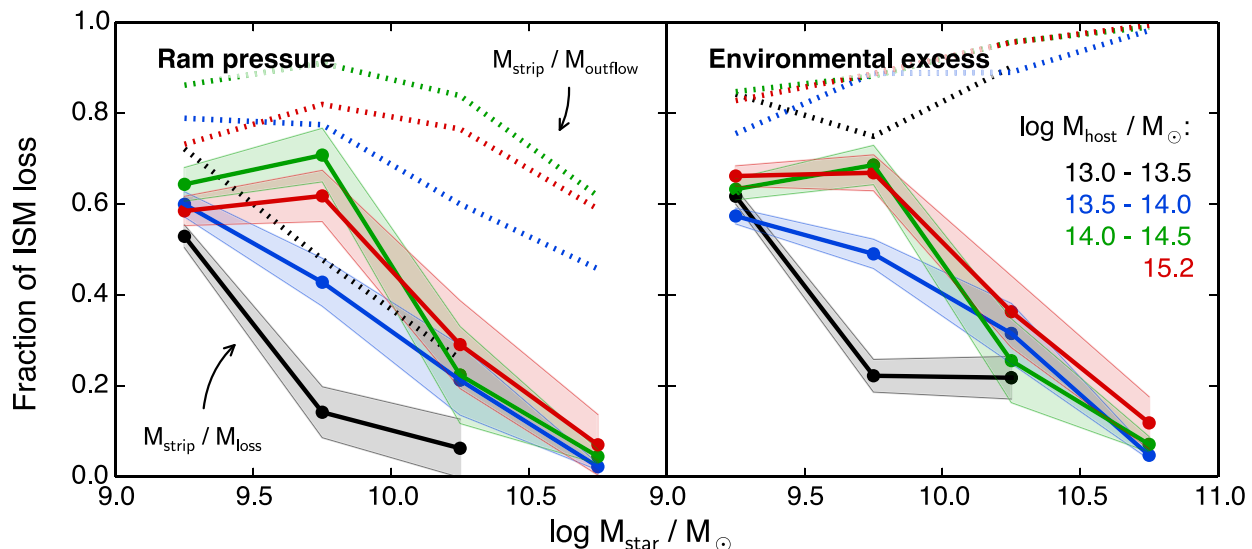 1.0
0.8
0.6
0.4
0.2
0.0
Fraction of ISM loss
Ram pressure
M_strip / M_outflow
M_strip / M_loss
9.0 9.5 10.0 10.5
Environmental excess
log M_host / M_⊙:
13.0 - 13.5
13.5 - 14.0
14.0 - 14.5
15.2
9.0 9.5 10.0 10.5 11.0
log M_star / M_⊙